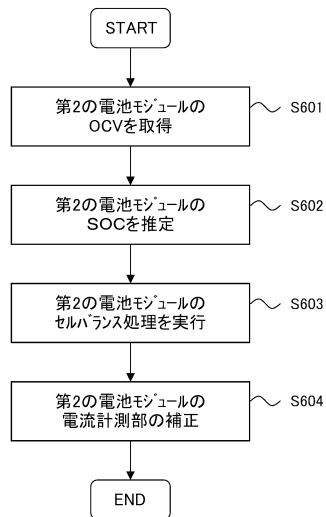 START
第2の電池ﾓｼﾞｭｰﾙの
OCVを取得
S601
第2の電池ﾓｼﾞｭｰﾙの
SOCを推定
S602
第2の電池ﾓｼﾞｭｰﾙの
ｾﾙﾊﾞﾗﾝｽ処理を実行
S603
第2の電池ﾓｼﾞｭｰﾙの
電流計測部の補正
S604
END